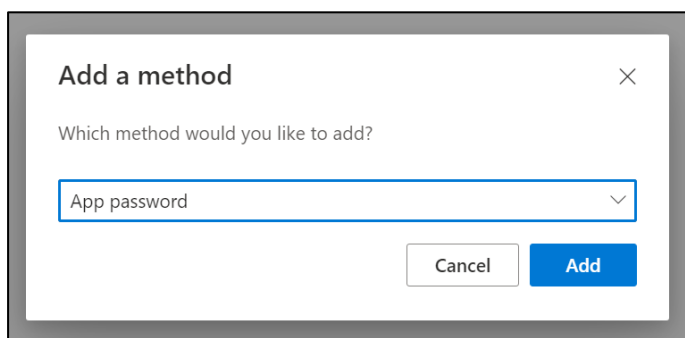 Add a method
Which method would you like to add?
App password
Cancel
Add